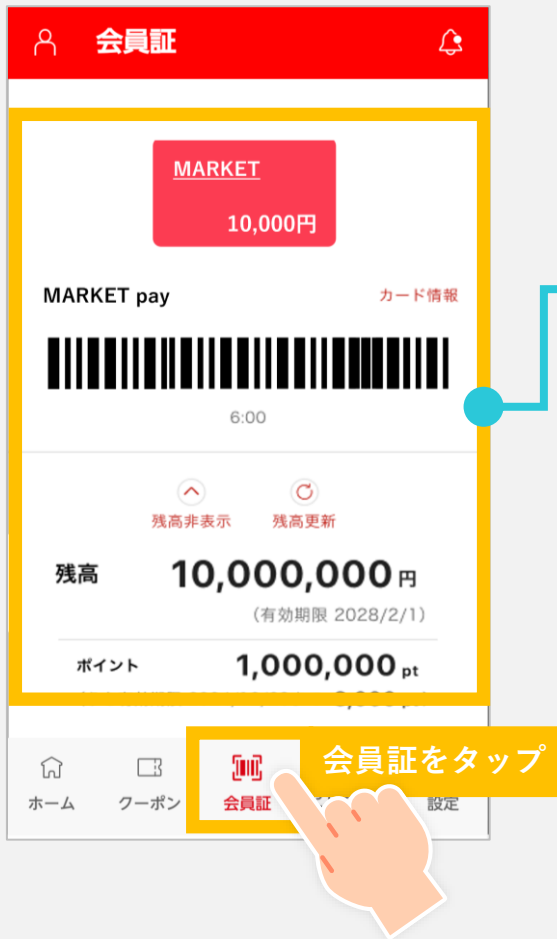 会員証
MARKET
10,000円
MARKET pay
カード情報
6:00
残高非表示
残高更新
残高
10,000,000円
（有効期限 2028/2/1）
ポイント
1,000,000 pt
会員証をタップ
ホーム
クーポン
会員証
設定